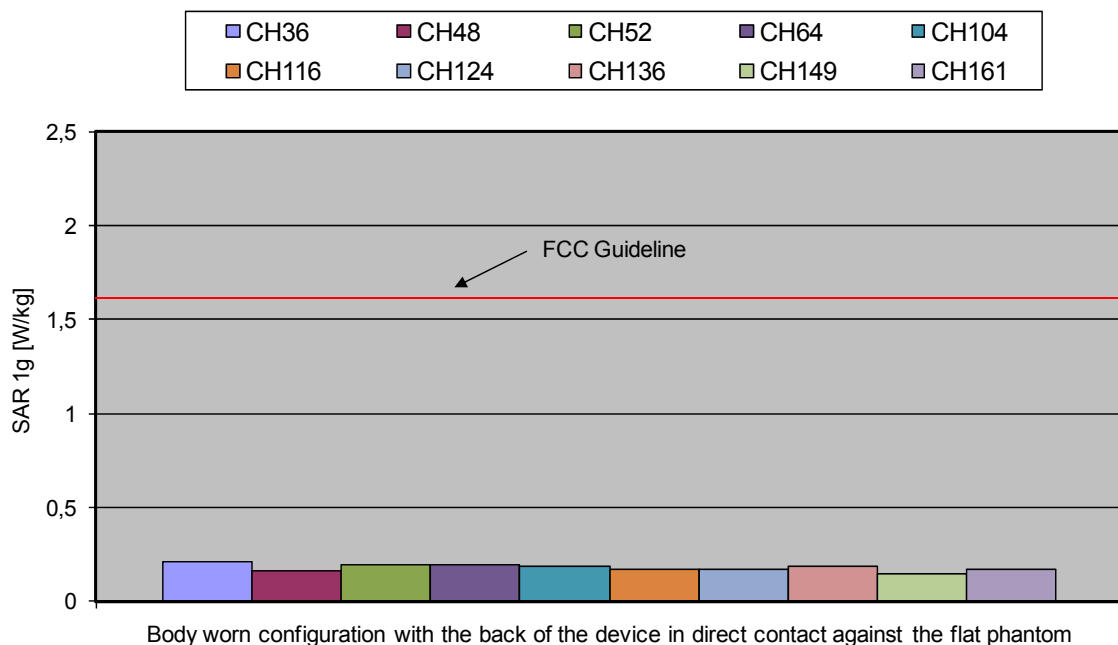 CH36 CH48 CH52 CH64 CH104
CH116 CH124 CH136 CH149 CH161
2,5
2
FCC Guideline
1,5
SAR 1g [W/kg]
1
0,5
0
Body worn configuration with the back of the device in direct contact against the flat phantom